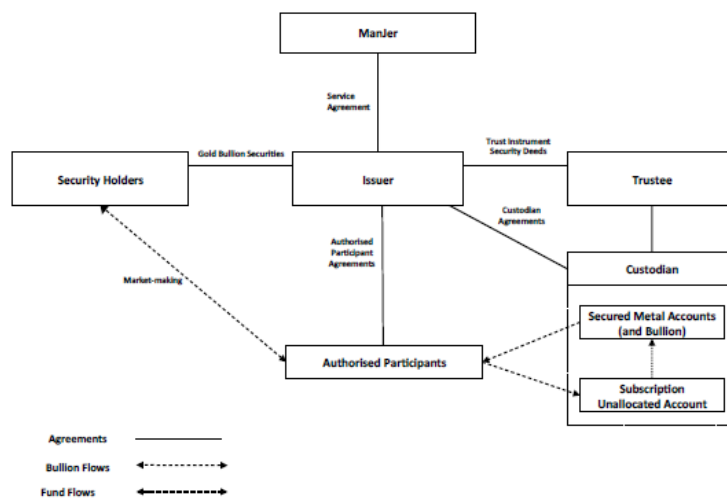 ManJer
Service
Agreement
Gold Bullion Securities
Trust Instrument
Security Deeds
Security Holders
Issuer
Trustee
Custodian
Agreements
Authorised
Participant
Agreements
Custodian
Market-making
Secured Metal Accounts
(and Bullion)
Authorised Participants
Subscription
Unallocated Account
Agreements
Bullion Flows
Fund Flows